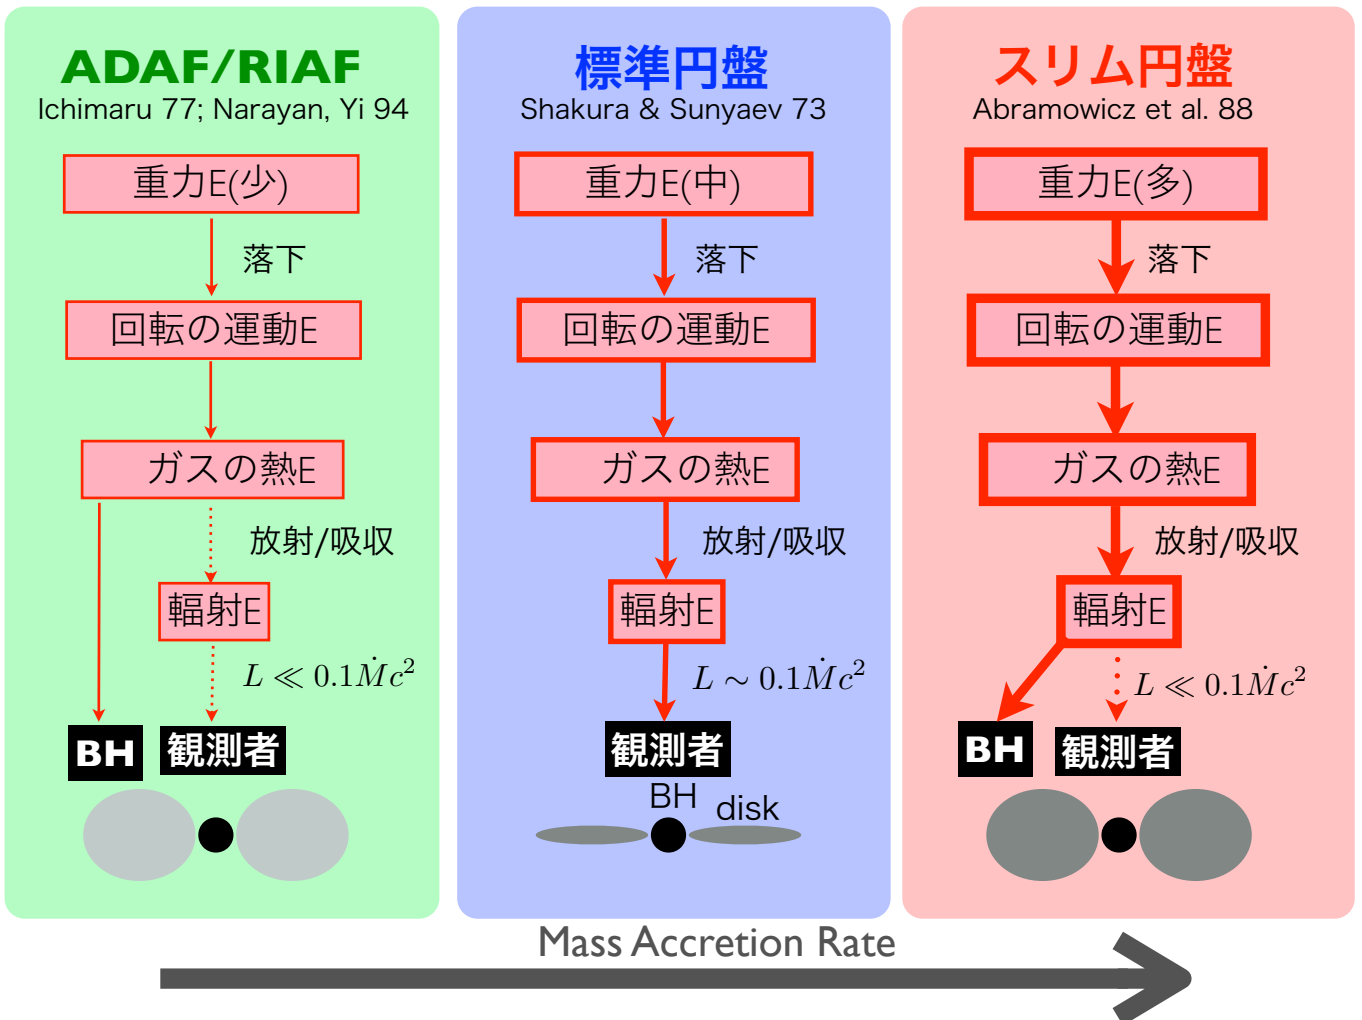 ADAF/RIAF
Ichimaru 77; Narayan, Yi 94
重力E(少)
落下
回転の運動E
ガスの熱E
放射/吸収
輻射E
L ≪ 0.1Ṁc²
BH
観測者
標準円盤
Shakura & Sunyaev 73
重力E(中)
落下
回転の運動E
ガスの熱E
放射/吸収
輻射E
L ∼ 0.1Ṁc²
観測者
BH
disk
スリム円盤
Abramowicz et al. 88
重力E(多)
落下
回転の運動E
ガスの熱E
放射/吸収
輻射E
L ≪ 0.1Ṁc²
BH
観測者
Mass Accretion Rate